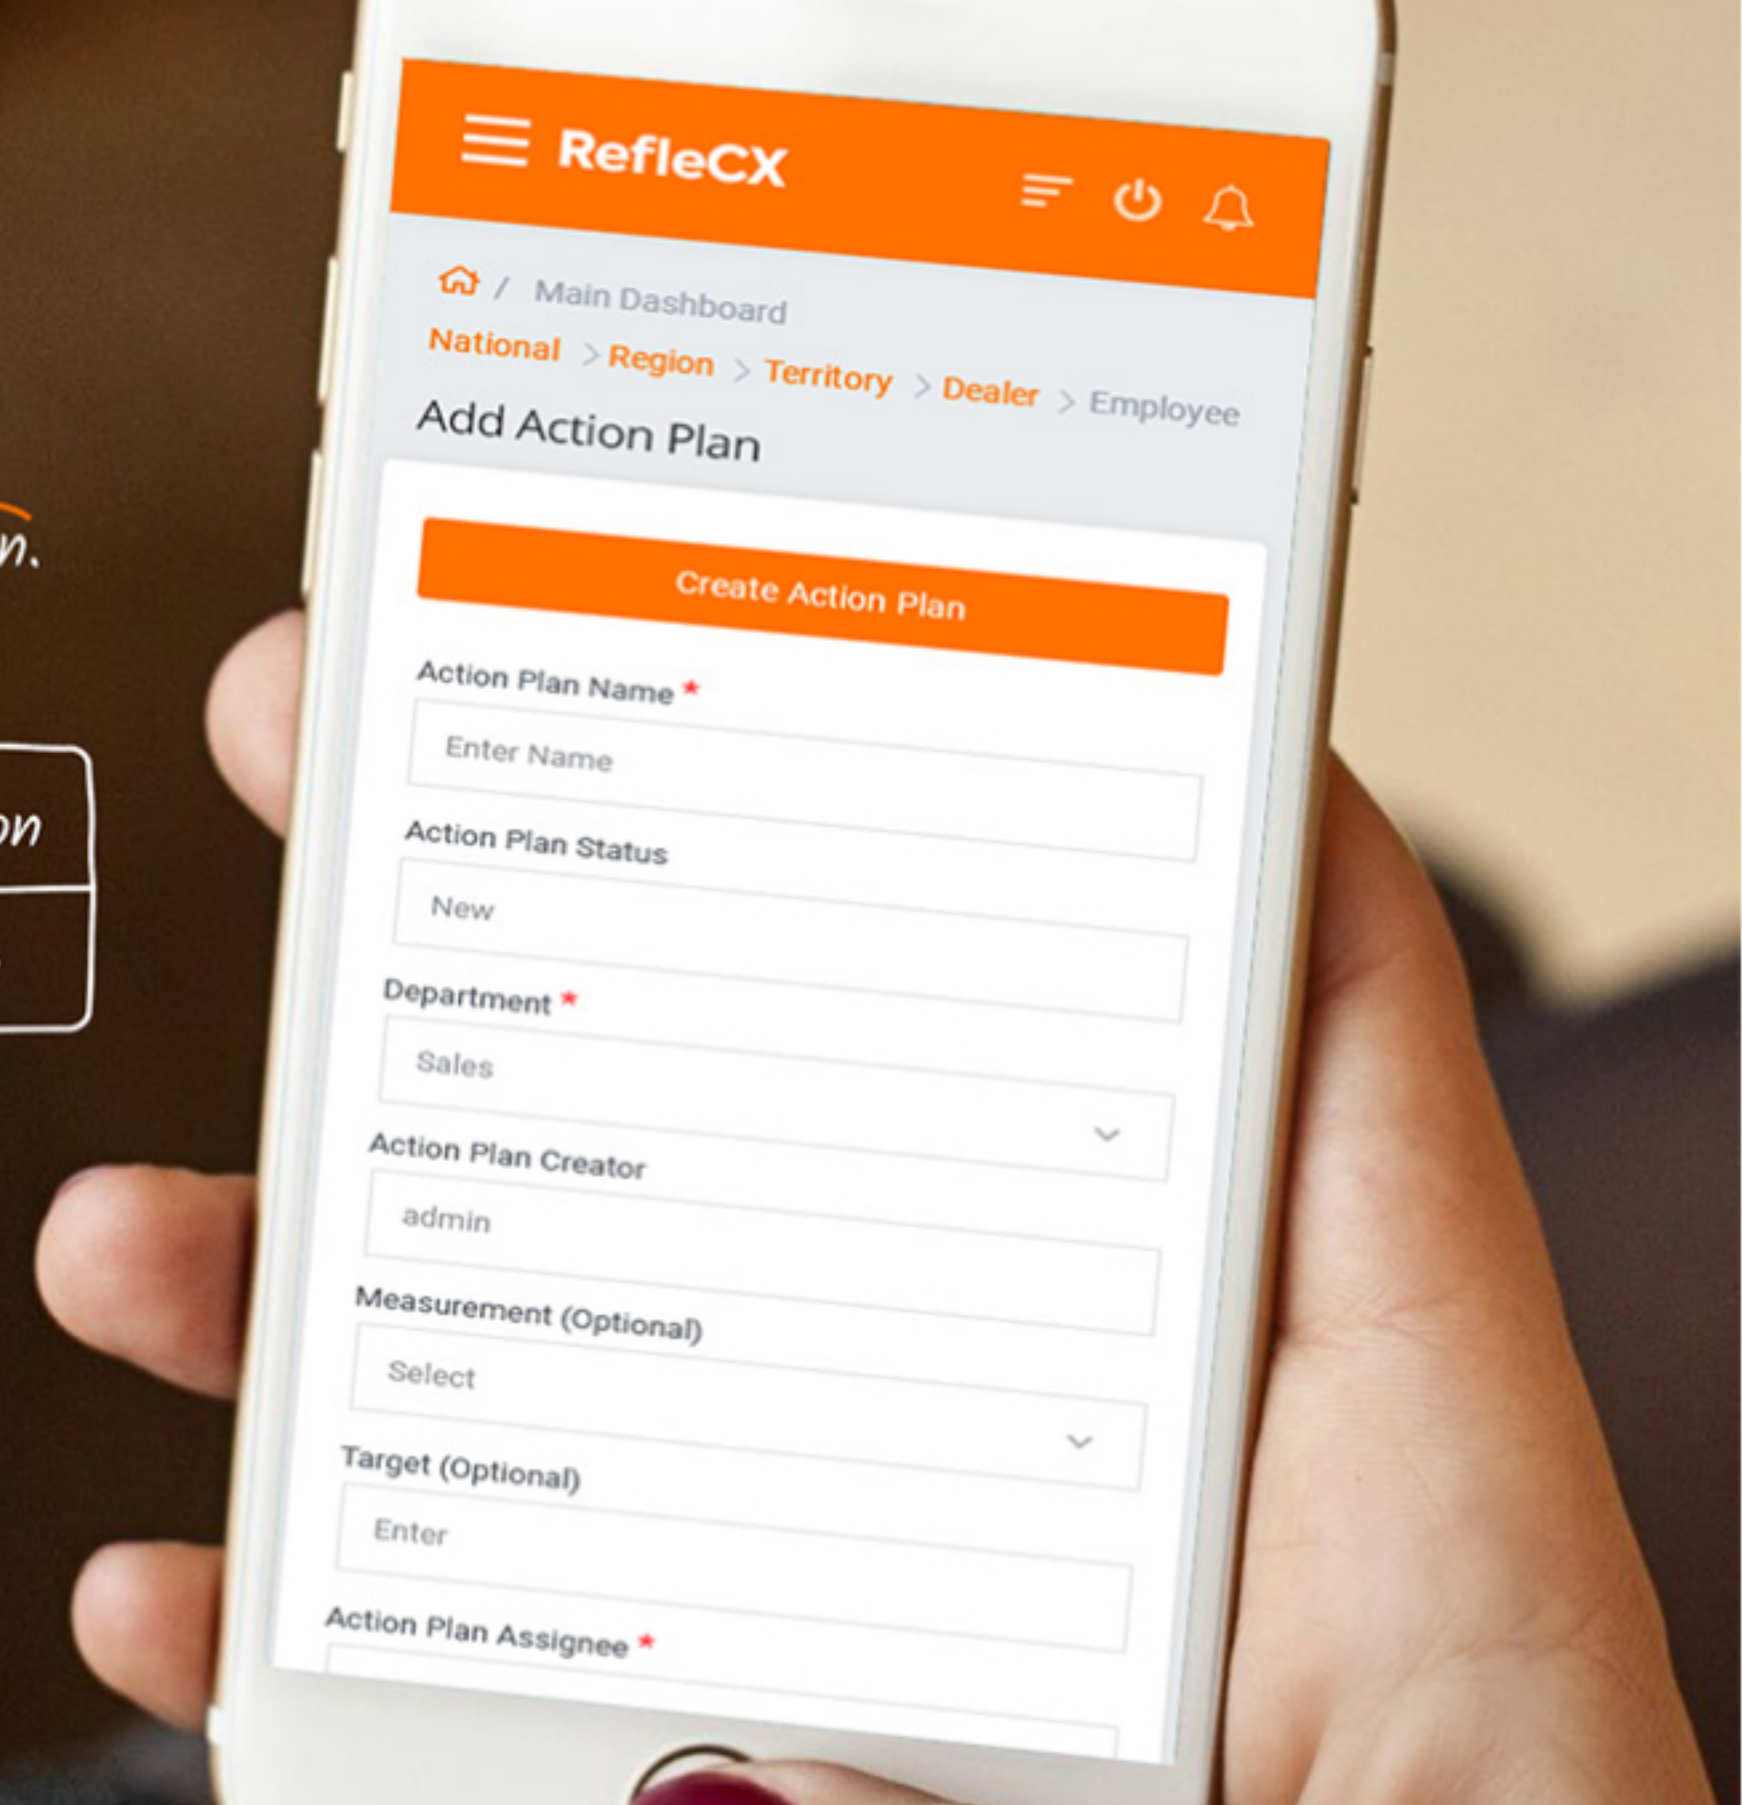 RefleCX
/ Main Dashboard
National > Region > Territory > Dealer > Employee
Add Action Plan
Create Action Plan
Action Plan Name *
Enter Name
Action Plan Status
New
Department *
Sales
Action Plan Creator
admin
Measurement (Optional)
Select
Target (Optional)
Enter
Action Plan Assignee *